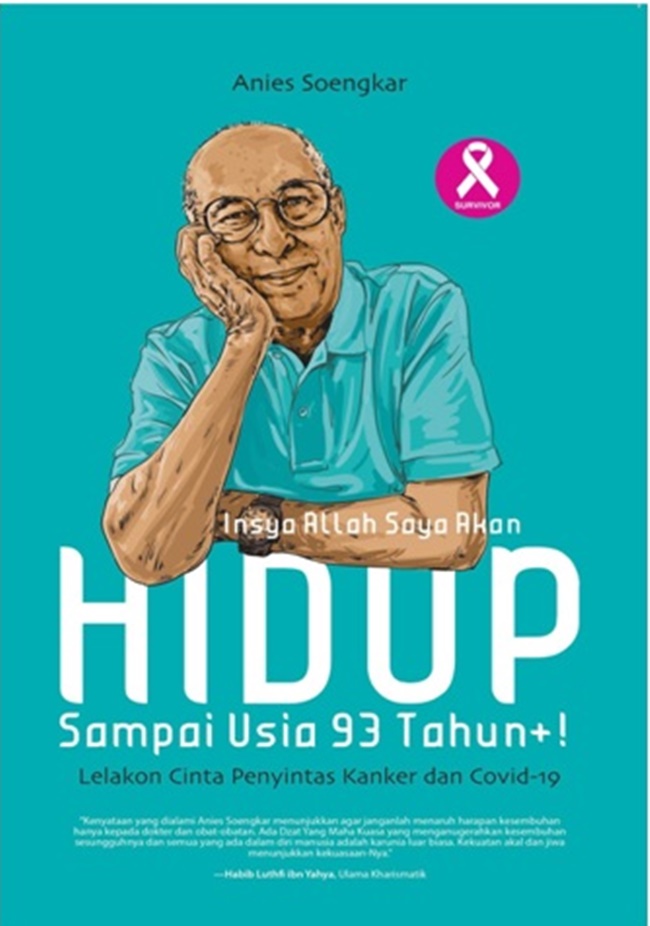 Anies Soengkar
SURVIVOR
Insya Allah Saya Akan
HIDUP
Sampai Usia 93 Tahun+!
Lelakon Cinta Penyintas Kanker dan Covid-19
"Kenyataan yang dialami Anies Soengkar menunjukkan agar janganlah menaruh harapan kesembuhan
hanya kepada dokter dan obat-obatan. Ada Dzat Yang Maha Kuasa yang menganugerahkan kesembuhan
sesungguhnya dan semua yang ada dalam diri manusia adalah karunia luar biasa. Kekuatan akal dan jiwa
menunjukkan kekuasaan-Nya."
—Habib Luthfi ibn Yahya, Ulama Kharismatik